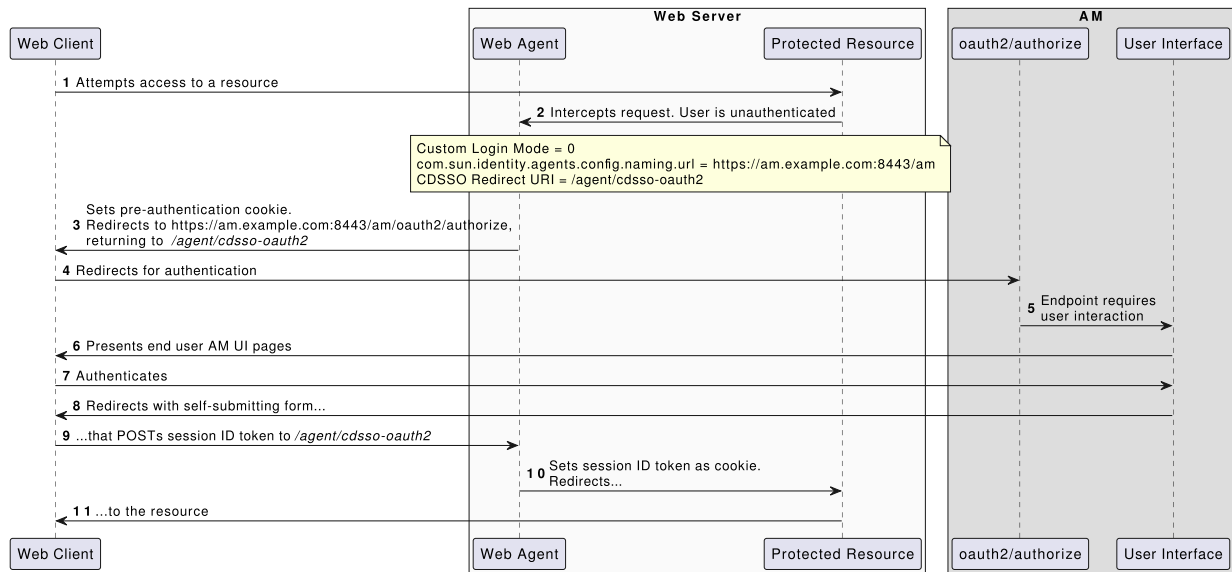 Web Server
AM
Web Client
Web Agent
Protected Resource
oauth2/authorize
User Interface
1 Attempts access to a resource
2 Intercepts request. User is unauthenticated
Custom Login Mode = 0
com.sun.identity.agents.config.naming.url = https://am.example.com:8443/am
CDSSO Redirect URI = /agent/cdsso-oauth2
Sets pre-authentication cookie.
3 Redirects to https://am.example.com:8443/am/oauth2/authorize,
returning to /agent/cdsso-oauth2
4 Redirects for authentication
5 Endpoint requires
user interaction
6 Presents end user AM UI pages
7 Authenticates
8 Redirects with self-submitting form...
9 ...that POSTs session ID token to /agent/cdsso-oauth2
10 Sets session ID token as cookie.
Redirects...
11 ...to the resource
Web Client
Web Agent
Protected Resource
oauth2/authorize
User Interface